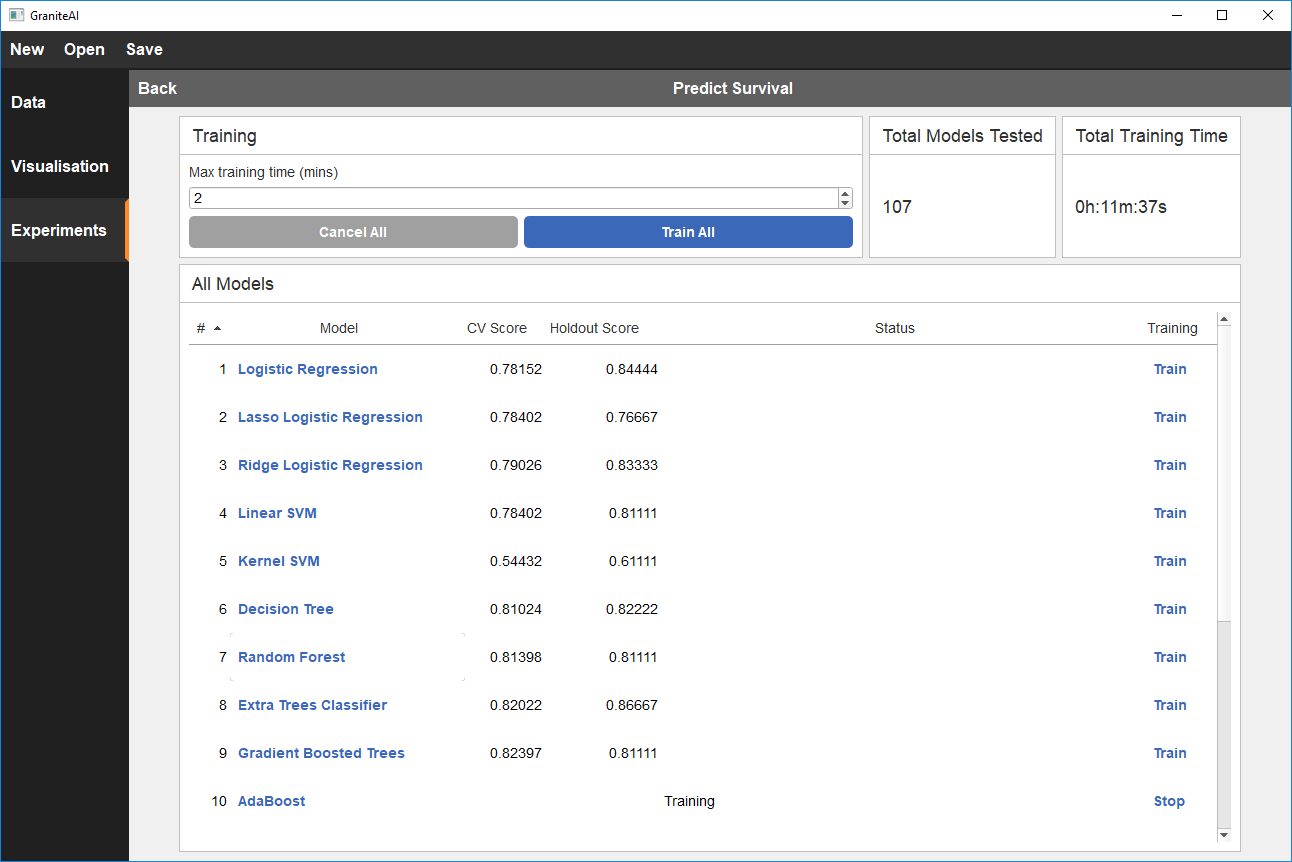 GraniteAI
New Open Save
Data
Visualisation
Experiments
Back Predict Survival
Training
Max training time (mins)
2
Cancel All Train All
Total Models Tested
107
Total Training Time
0h:11m:37s
All Models
# Model CV Score Holdout Score Status Training
1 Logistic Regression 0.78152 0.84444 Train
2 Lasso Logistic Regression 0.78402 0.76667 Train
3 Ridge Logistic Regression 0.79026 0.83333 Train
4 Linear SVM 0.78402 0.81111 Train
5 Kernel SVM 0.54432 0.61111 Train
6 Decision Tree 0.81024 0.82222 Train
7 Random Forest 0.81398 0.81111 Train
8 Extra Trees Classifier 0.82022 0.86667 Train
9 Gradient Boosted Trees 0.82397 0.81111 Train
10 AdaBoost Training Stop